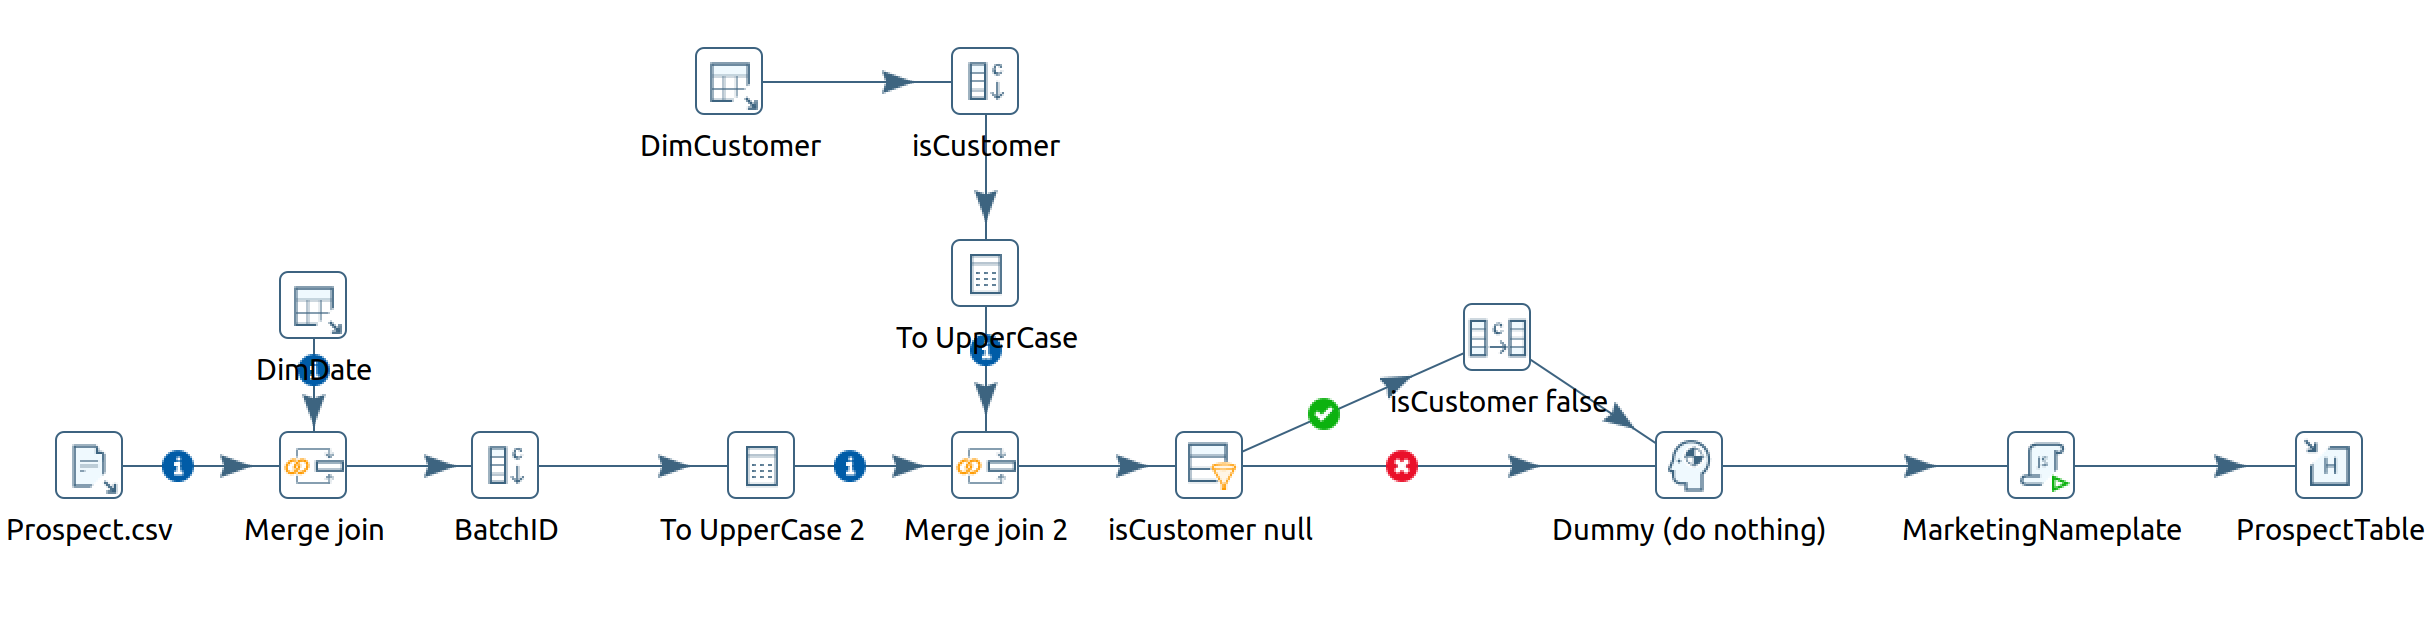 DimCustomer
isCustomer
To UpperCase
DimDate
isCustomer false
Prospect.csv
Merge join
BatchID
To UpperCase 2
Merge join 2
isCustomer null
Dummy (do nothing)
MarketingNameplate
ProspectTable